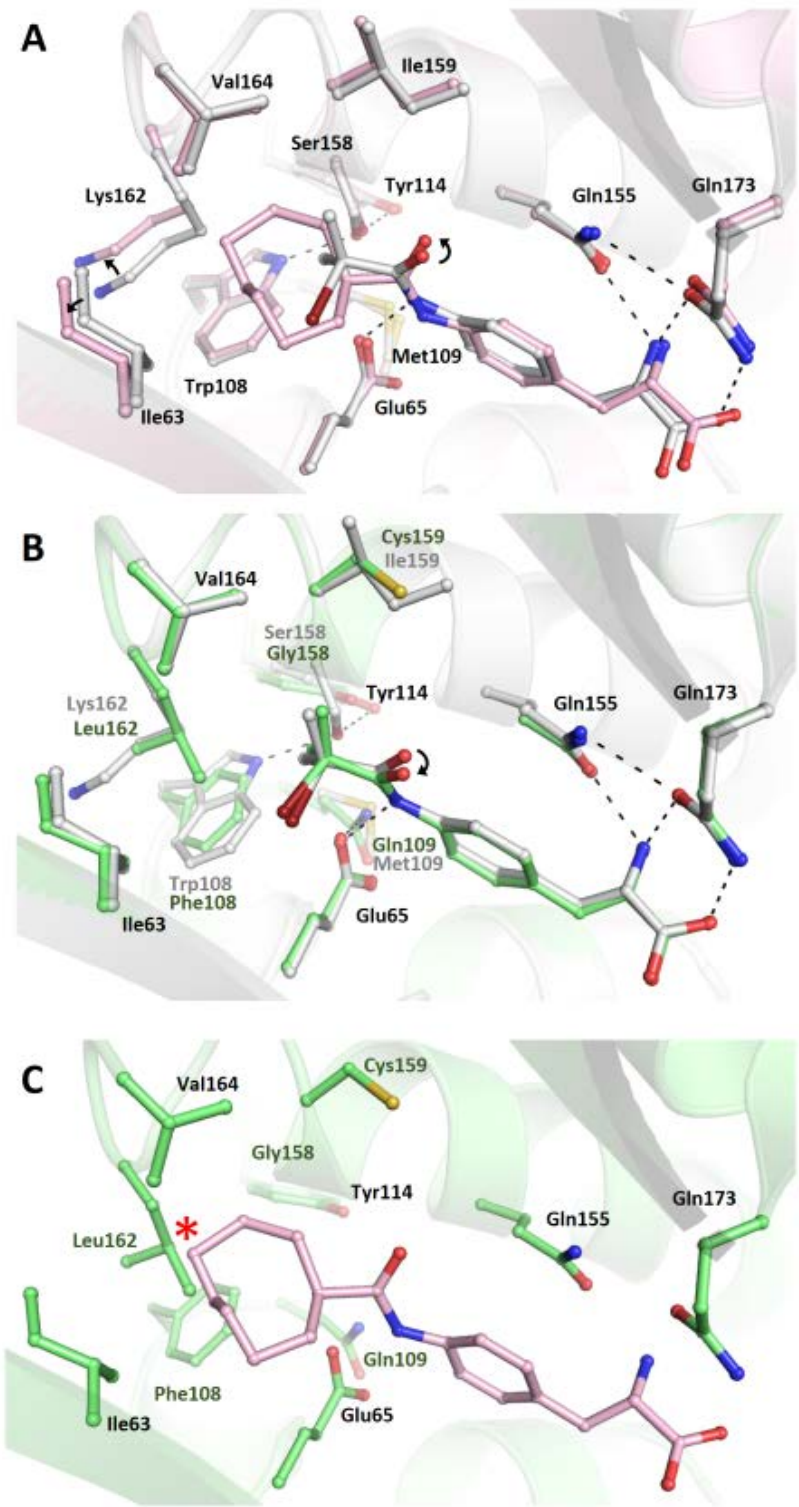 A
Val164
Ile159
Ser158
Tyr114
Lys162
Gln155
Gln173
Met109
Trp108
Glu65
Ile63
B
Cys159
Ile159
Val164
Ser158
Gly158
Tyr114
Lys162
Leu162
Gln155
Gln173
Gln109
Met109
Trp108
Phe108
Glu65
Ile63
C
Cys159
Val164
Gly158
Tyr114
Gln155
Gln173
Leu162
*
Gln109
Phe108
Glu65
Ile63